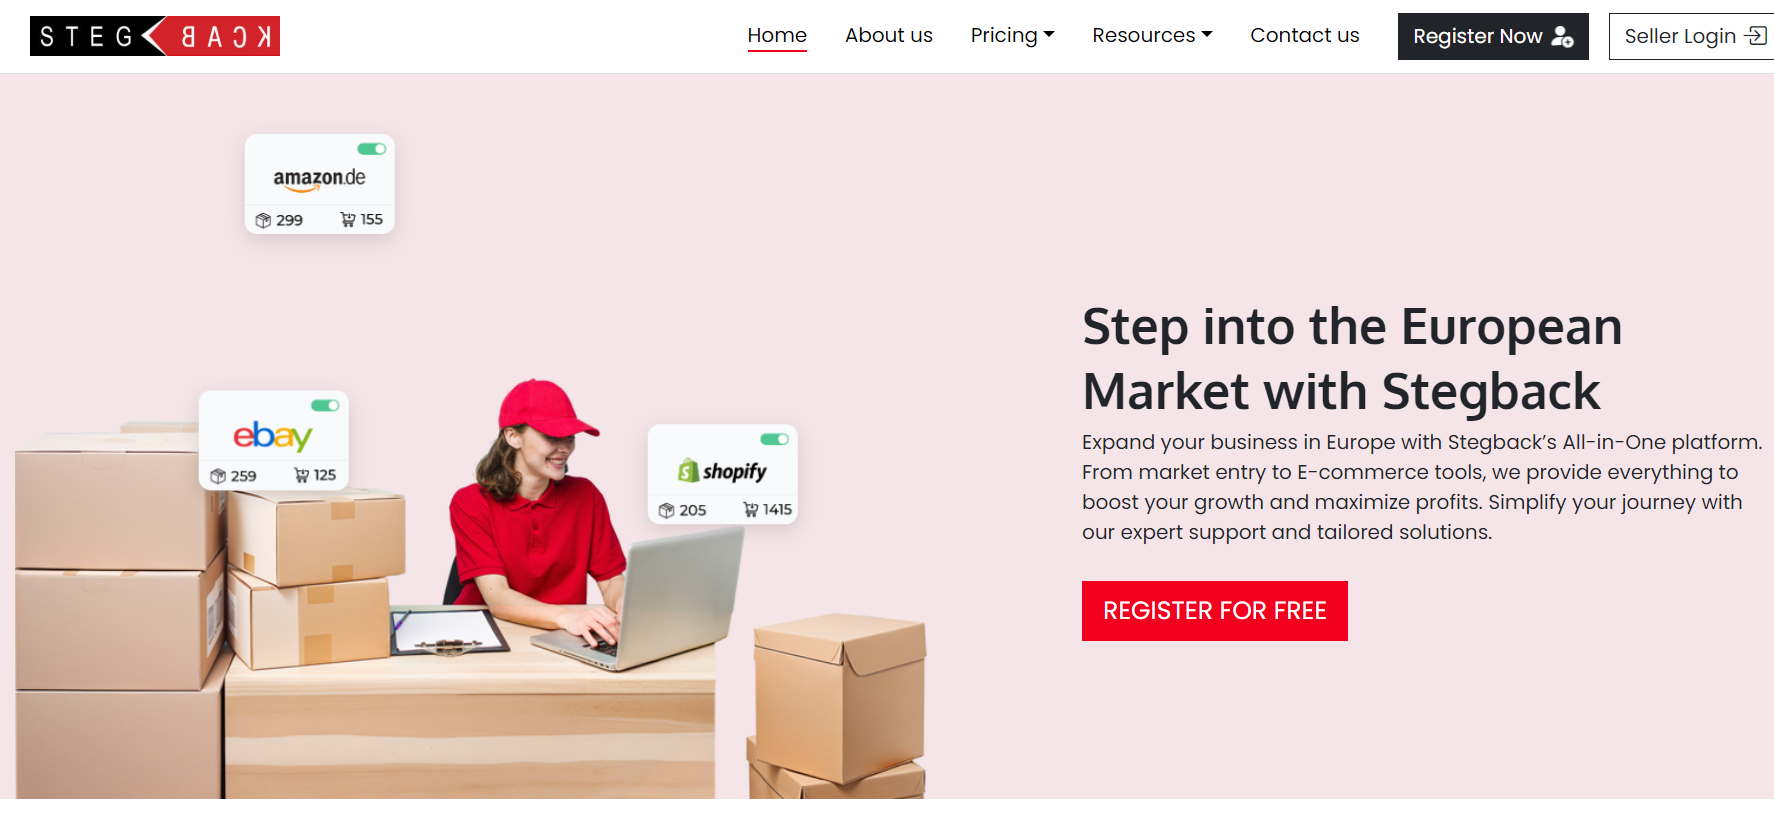 STEG BACK
Home
About us
Pricing
Resources
Contact us
Register Now
Seller Login
amazon.de
299
155
ebay
259
125
shopify
205
1415
Step into the European
Market with Stegback
Expand your business in Europe with Stegback’s All-in-One platform.
From market entry to E-commerce tools, we provide everything to
boost your growth and maximize profits. Simplify your journey with
our expert support and tailored solutions.
REGISTER FOR FREE